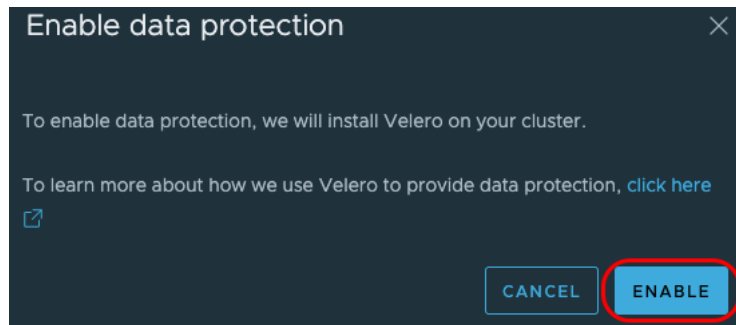 Enable data protection
To enable data protection, we will install Velero on your cluster.
To learn more about how we use Velero to provide data protection, click here
CANCEL
ENABLE